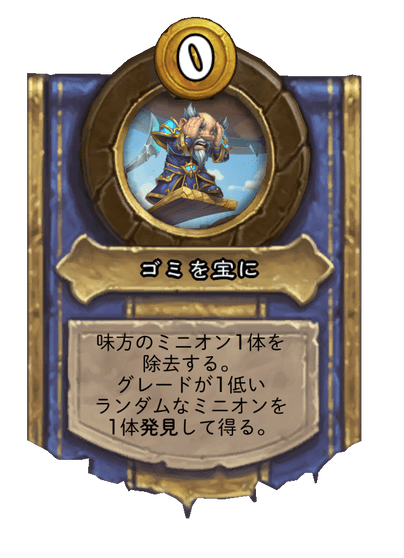 0
ゴミを宝に
味方のミニオン1体を
除去する。
グレードが1低い
ランダムなミニオンを
1体発見して得る。